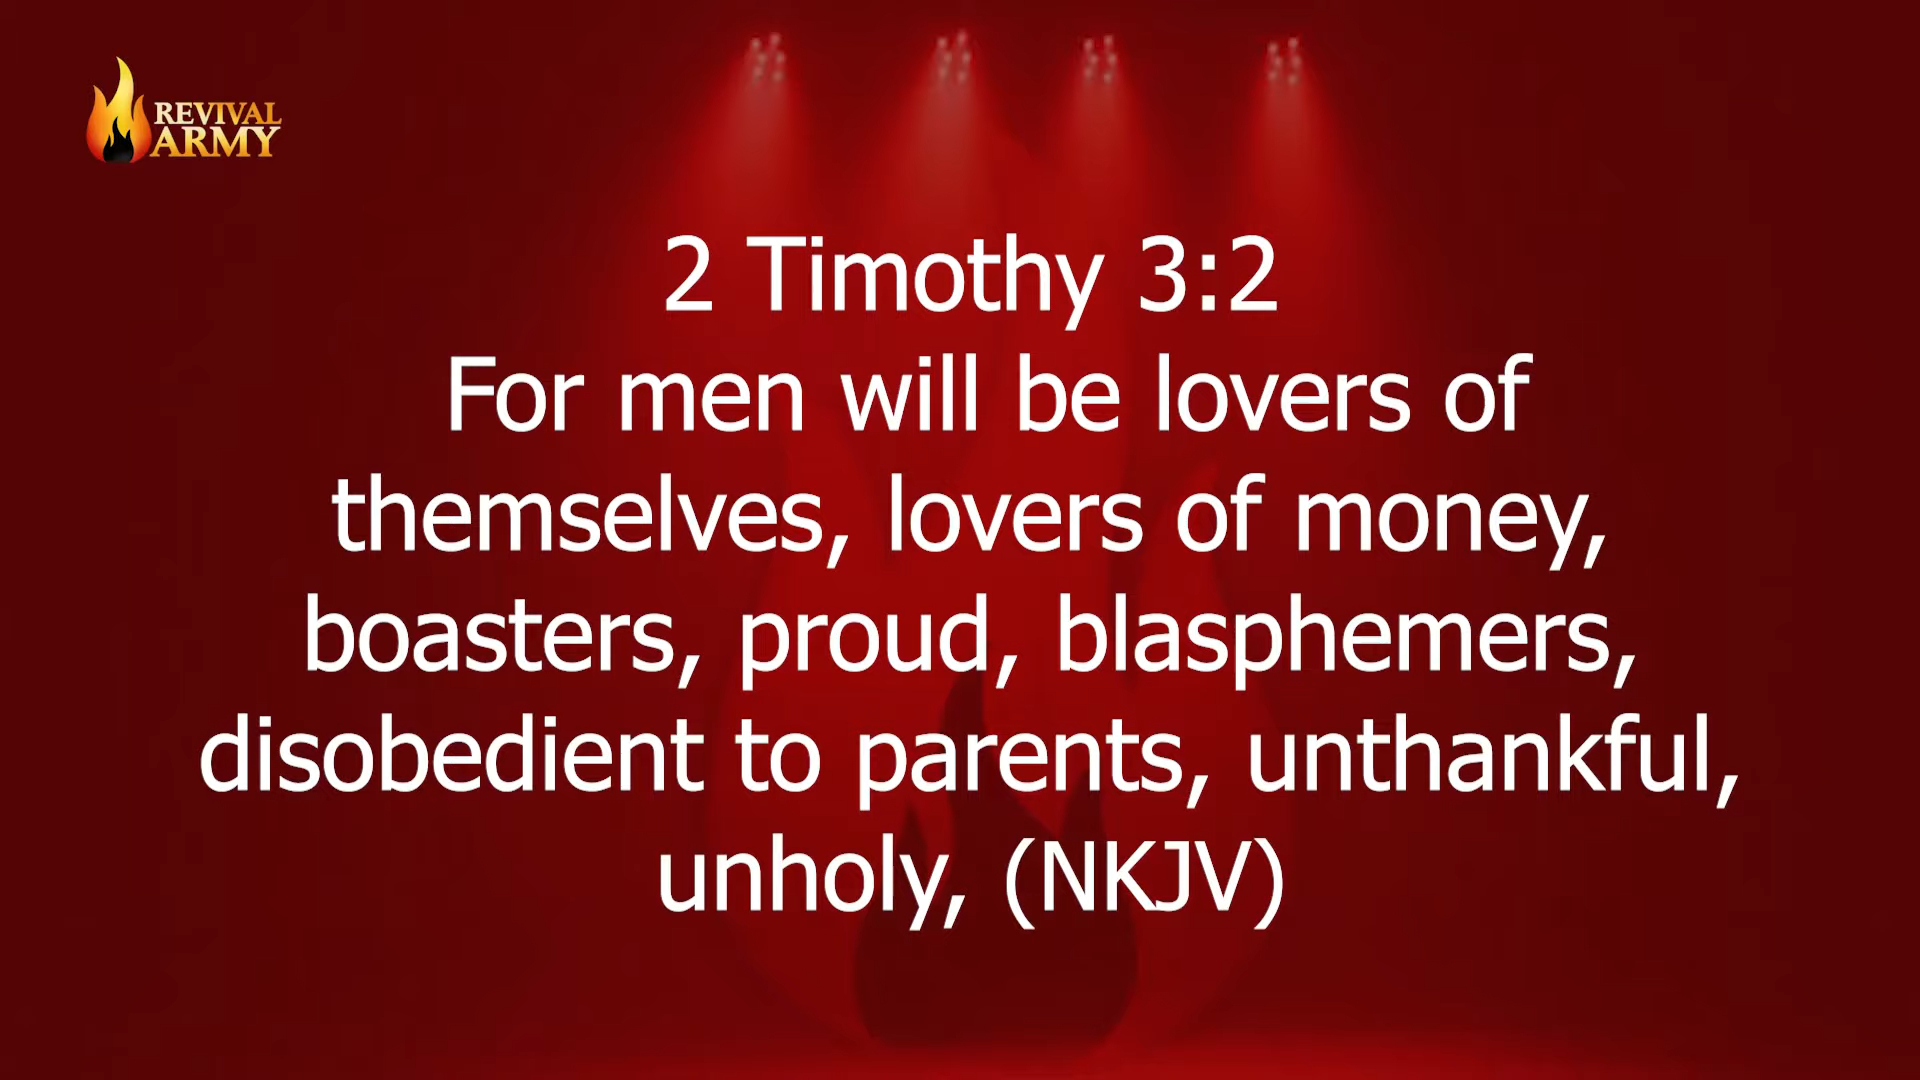 REVIVAL
ARMY
2 Timothy 3:2
For men will be lovers of
themselves, lovers of money,
boasters, proud, blasphemers,
disobedient to parents, unthankful,
unholy, (NKJV)